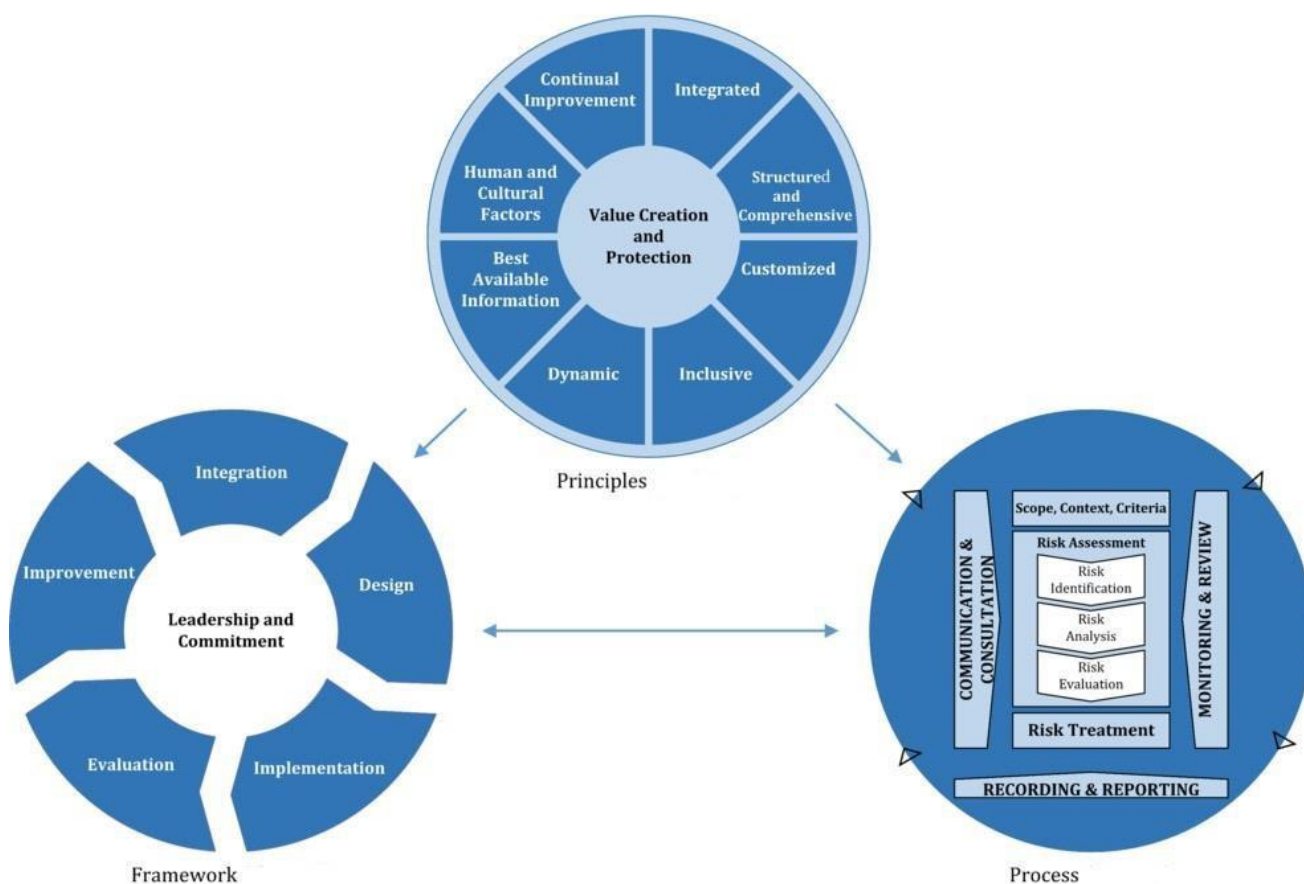 Continual
Improvement
Integrated
Human and
Cultural
Factors
Structured
and
Comprehensive
Value Creation
and
Protection
Best
Available
Information
Customized
Dynamic
Inclusive
Principles
Integration
Improvement
Design
Leadership and
Commitment
Evaluation
Implementation
Framework
Scope, Context, Criteria
Risk Assessment
Risk
Identification
Risk
Analysis
Risk
Evaluation
Risk Treatment
COMMUNICATION &
CONSULTATION
MONITORING & REVIEW
RECORDING & REPORTING
Process